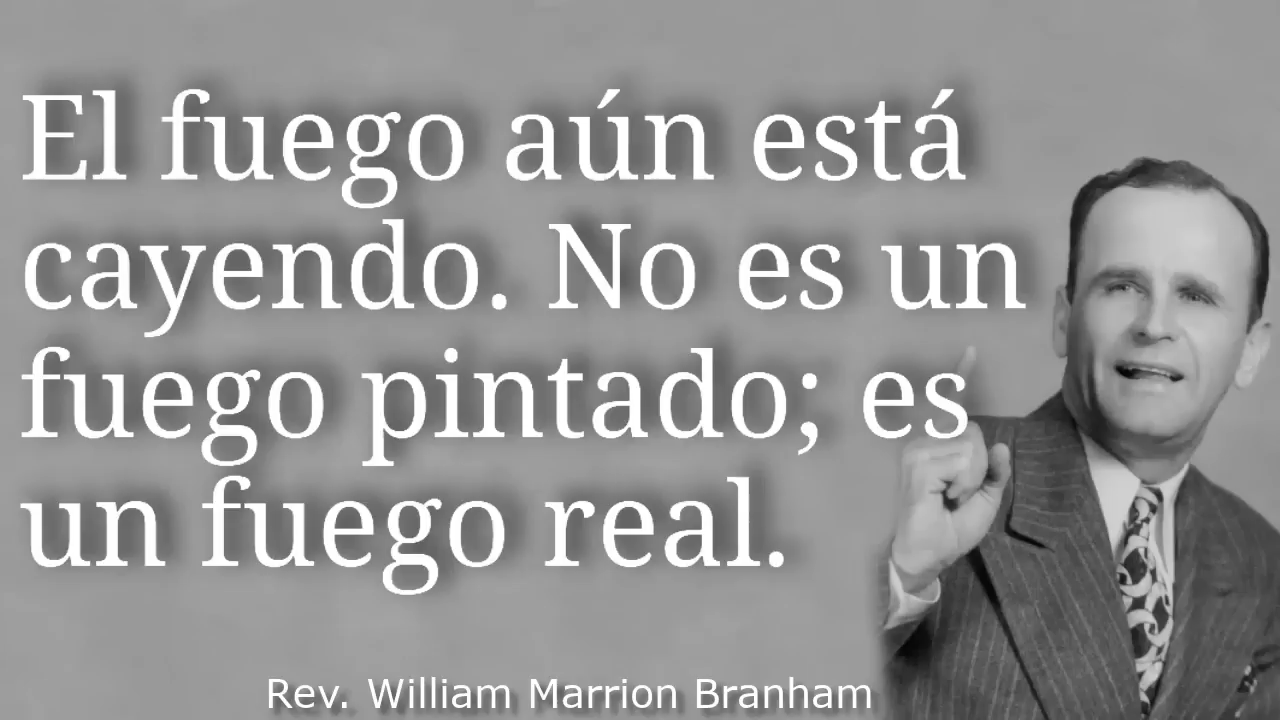 El fuego aún está
cayendo. No es un
fuego pintado; es
un fuego real.
Rev. William Marrion Branham